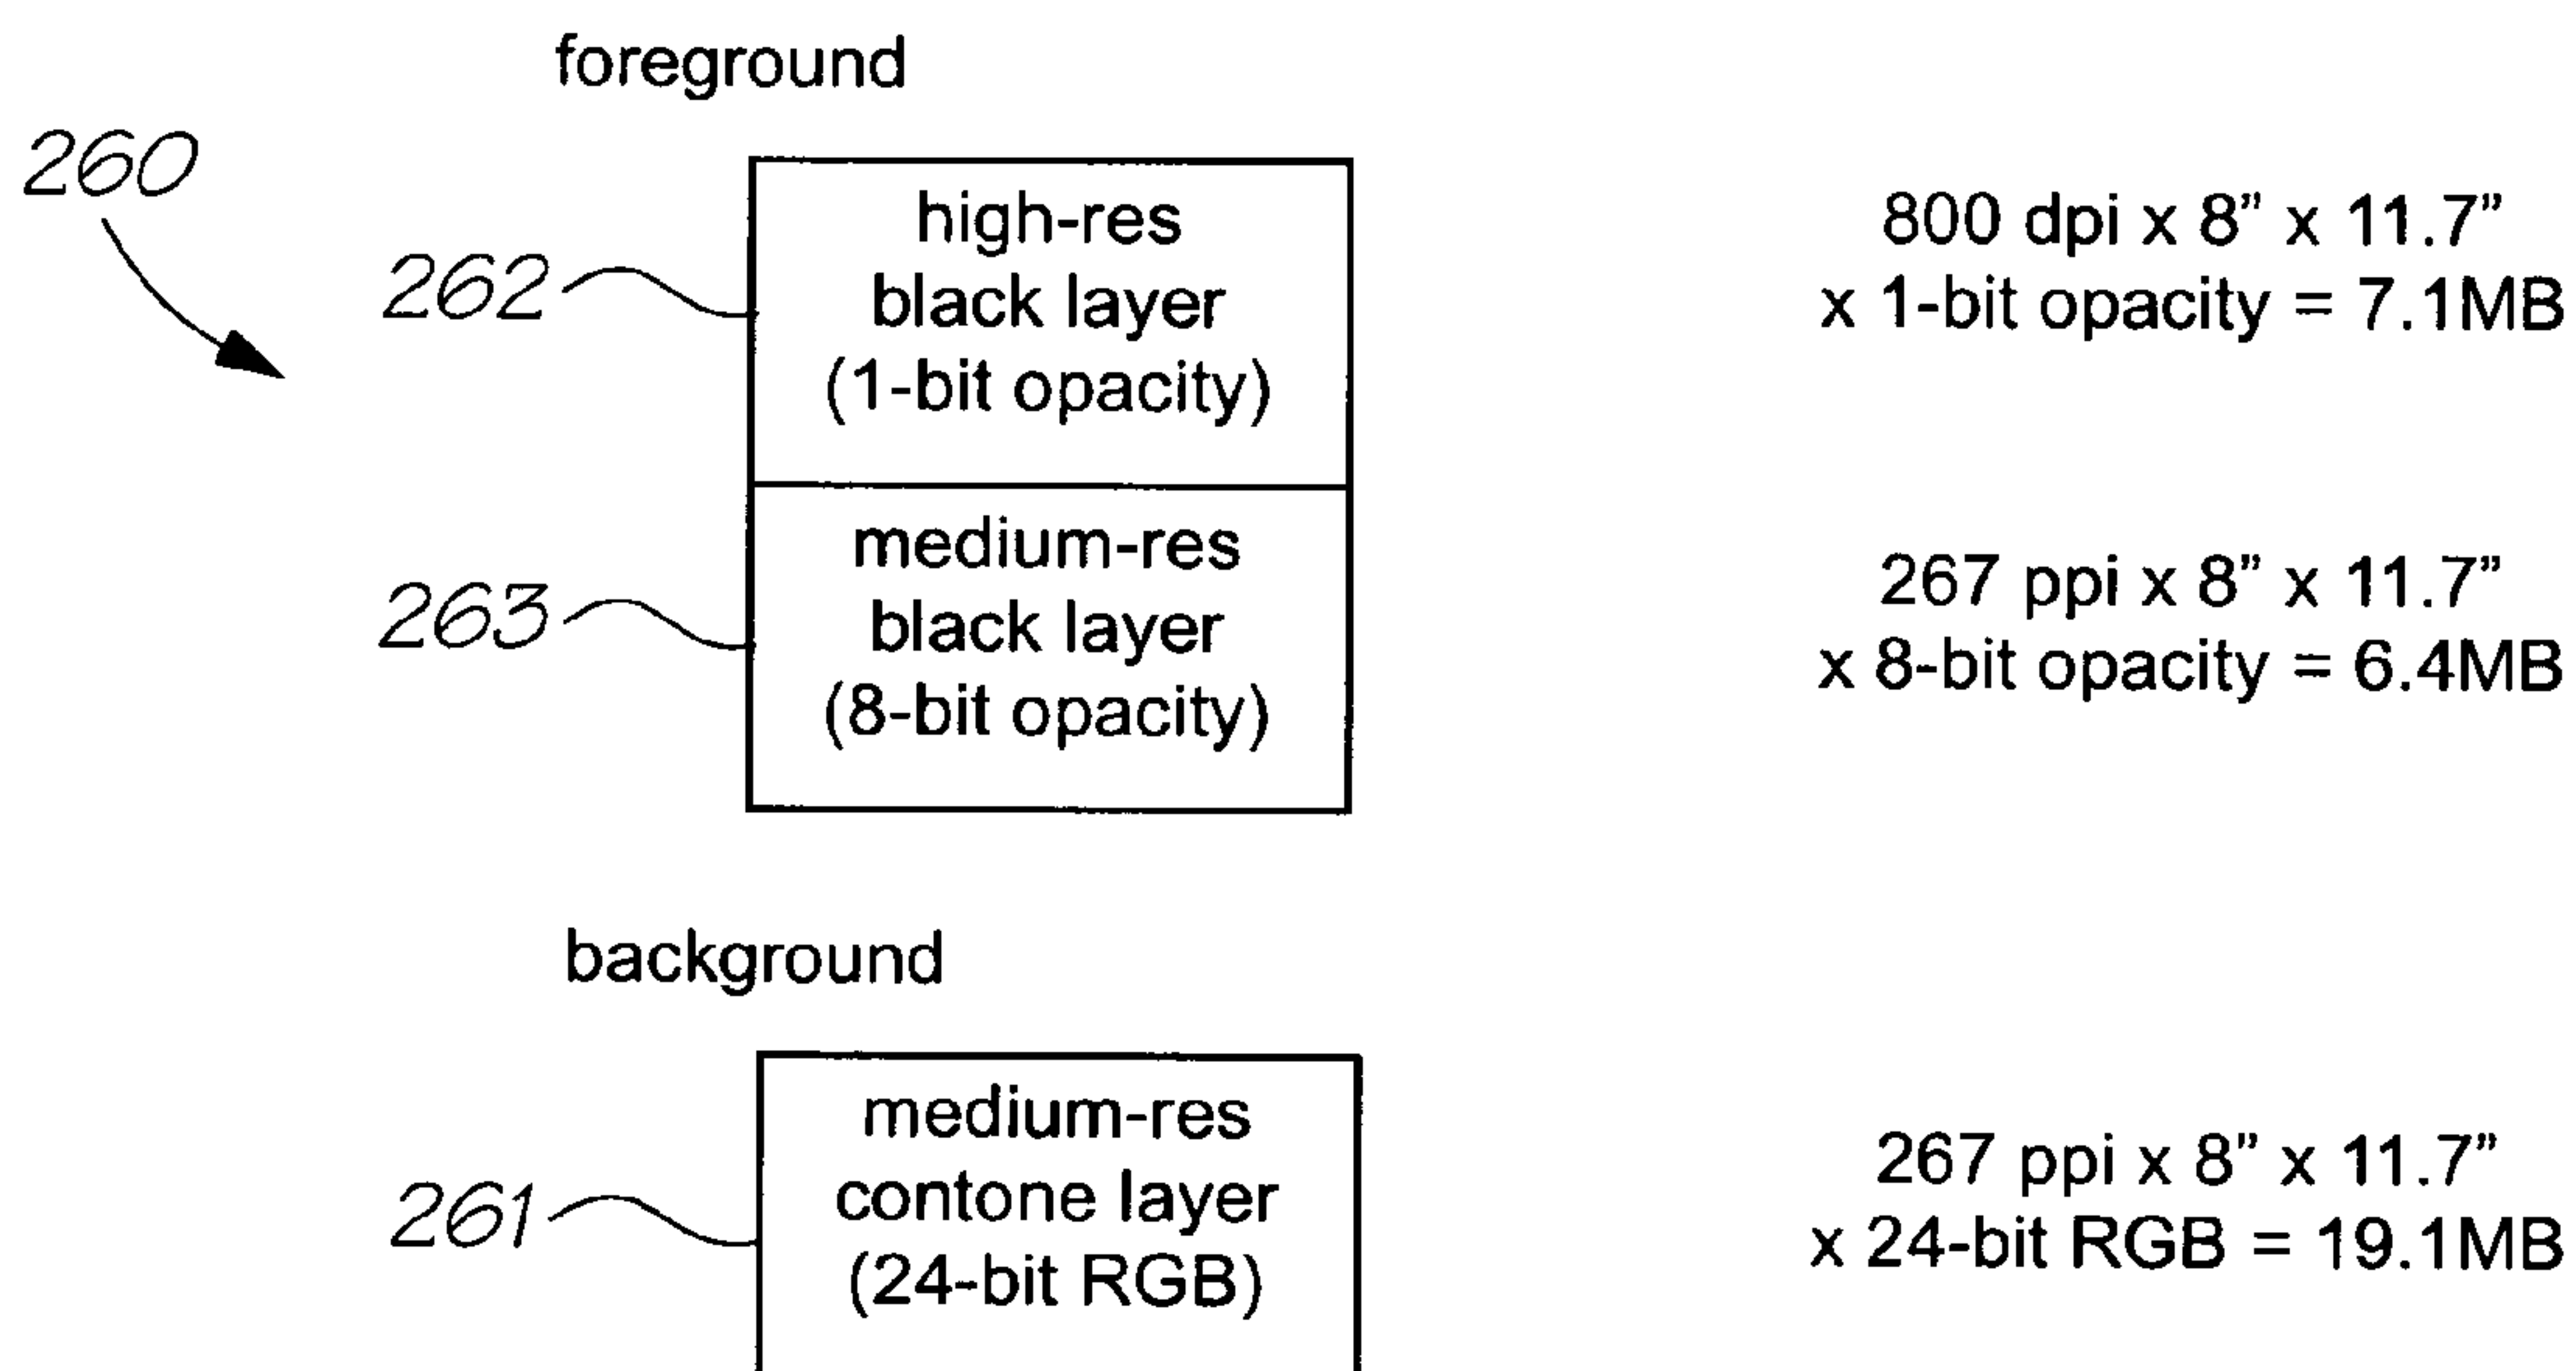 foreground
260
262
high-res
black layer
(1-bit opacity)
800 dpi x 8” x 11.7”
x 1-bit opacity = 7.1MB
263
medium-res
black layer
(8-bit opacity)
267 ppi x 8” x 11.7”
x 8-bit opacity = 6.4MB
background
261
medium-res
contone layer
(24-bit RGB)
267 ppi x 8” x 11.7”
x 24-bit RGB = 19.1MB